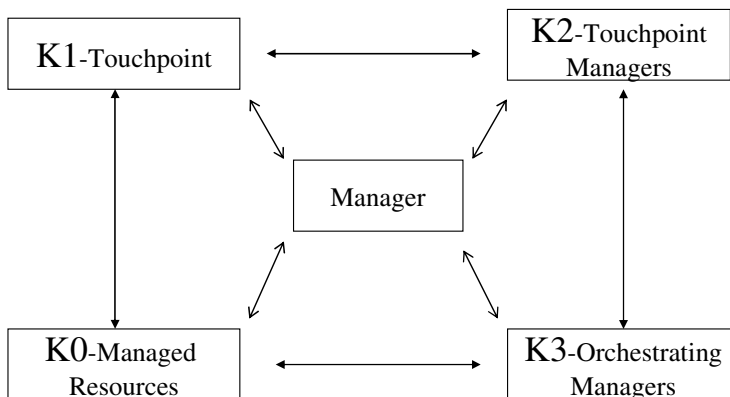 K1-Touchpoint
K2-Touchpoint
Managers
Manager
K0-Managed
Resources
K3-Orchestrating
Managers